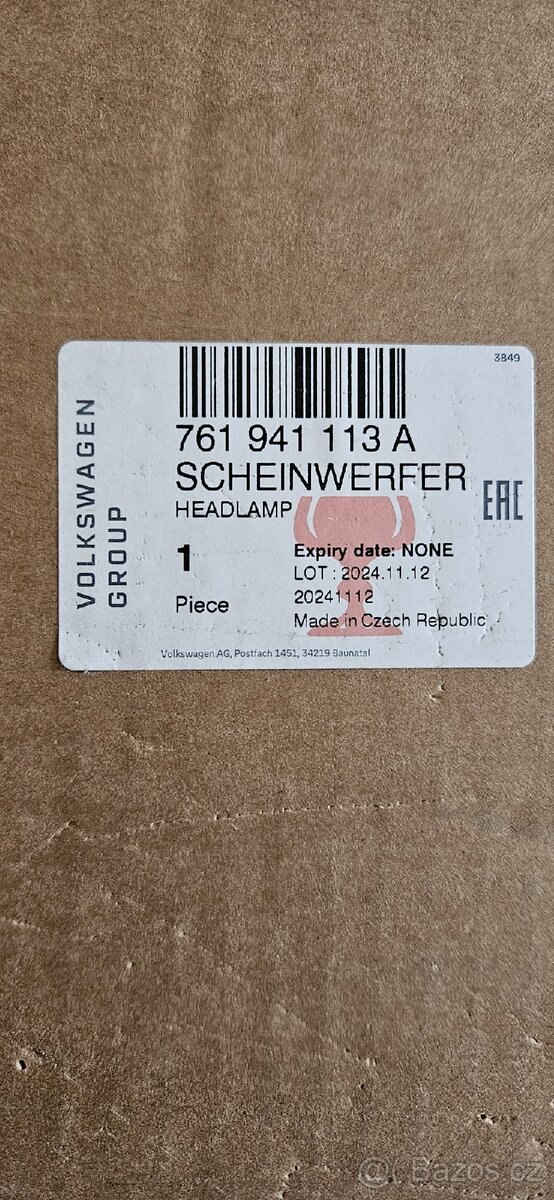 3849
761 941 113 A
SCHEINWERFER
HEADLAMP
EAC
VOLKSWAGEN
GROUP
1
Piece
Expiry date: NONE
LOT : 2024.11.12
20241112
Made in Czech Republic
Volkswagen AG, Postfach 1451, 34219 Baunatal
@ Bazos.cz